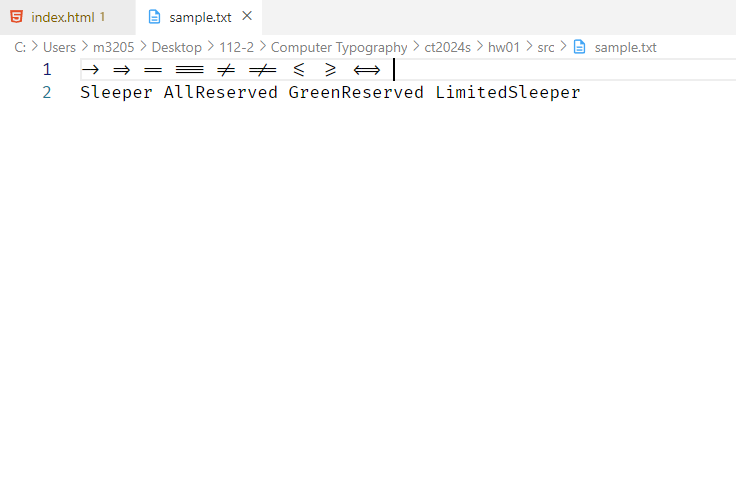 index.html 1 sample.txt
C: > Users > m3205 > Desktop > 112-2 > Computer Typography > ct2024s > hw01 > src > sample.txt
1 -> => == === != !== <= >= <=>
2 Sleeper AllReserved GreenReserved LimitedSleeper